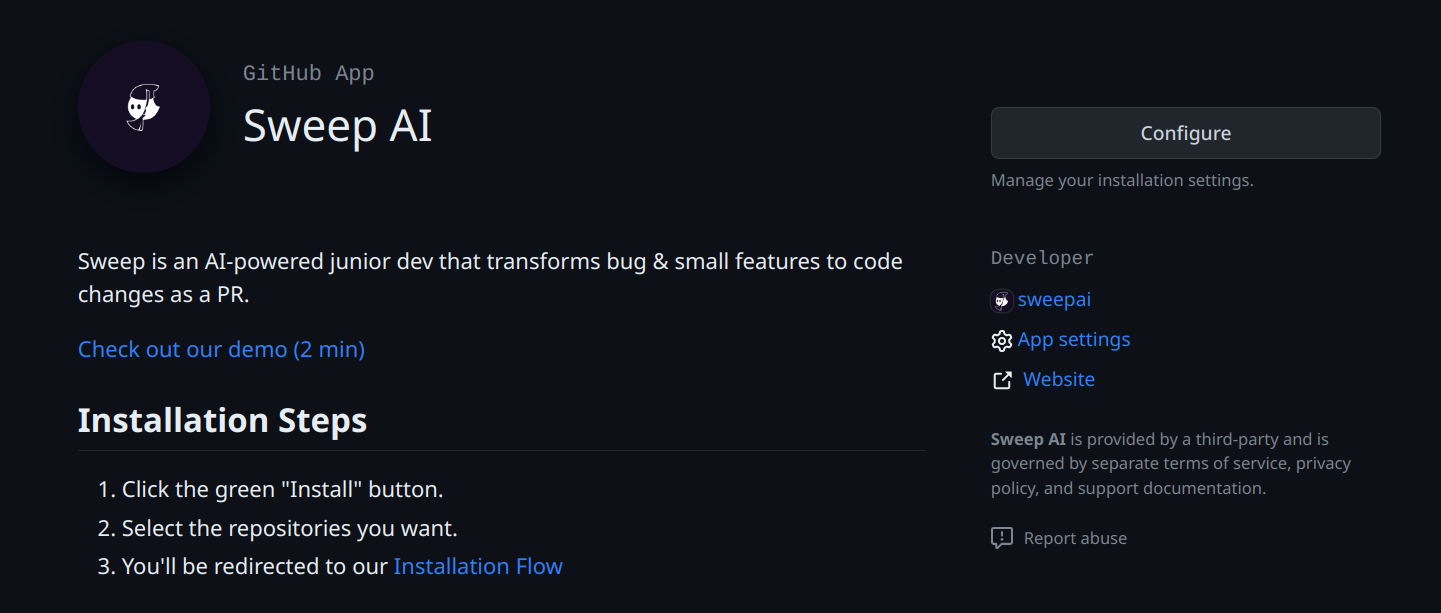 GitHub App
Sweep AI
Configure
Manage your installation settings.
Sweep is an AI-powered junior dev that transforms bug & small features to code
changes as a PR.
Check out our demo (2 min)
Installation Steps
1. Click the green "Install" button.
2. Select the repositories you want.
3. You'll be redirected to our Installation Flow
Developer
sweepai
App settings
Website
Sweep AI is provided by a third-party and is
governed by separate terms of service, privacy
policy, and support documentation.
Report abuse